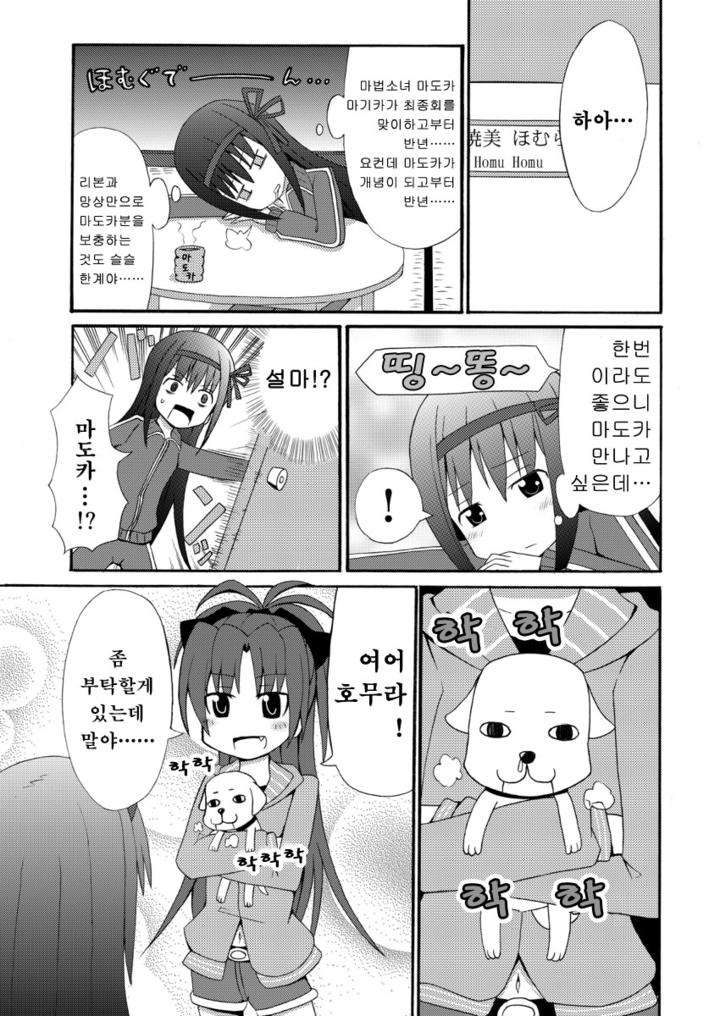 하아…
暁美 ほむら
Homu Homu
마법소녀 마도카
마기카가 최종회를
맞이하고부터
반년……
요컨데 마도카가
개념이 되고부터
반년……
ほむぐでーーん…
리본과
망상만으로
마도카분을
보충하는
것도 슬슬
한계야……
마도카
한번
이라도
좋으니
마도카
만나고
싶은데…
띵~똥~
!
설마!?
마도카
…!?
학 학
학 학
여어
호무라
!
좀
부탁할게
있는데
말야……
학학
학학학